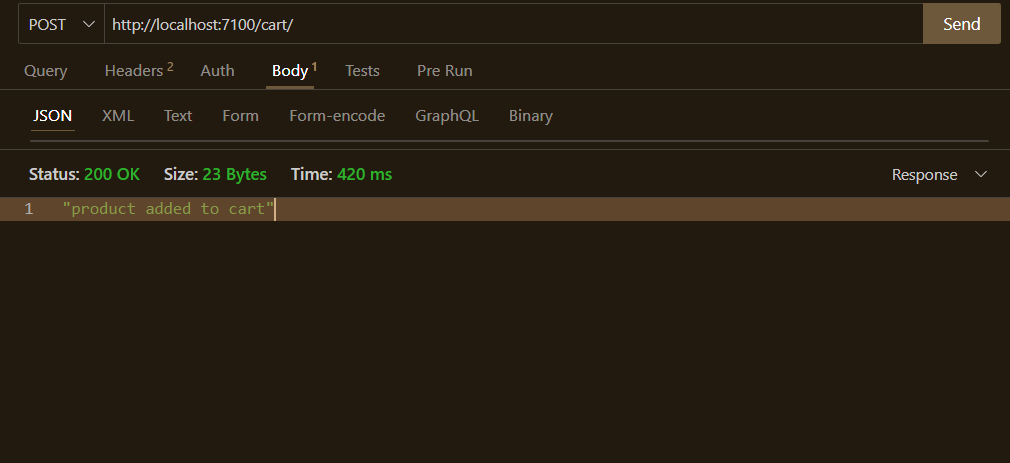 POST http://localhost:7100/cart/ Send
Query Headers 2 Auth Body 1 Tests Pre Run
JSON XML Text Form Form-encode GraphQL Binary
Status: 200 OK Size: 23 Bytes Time: 420 ms Response
1 "product added to cart"